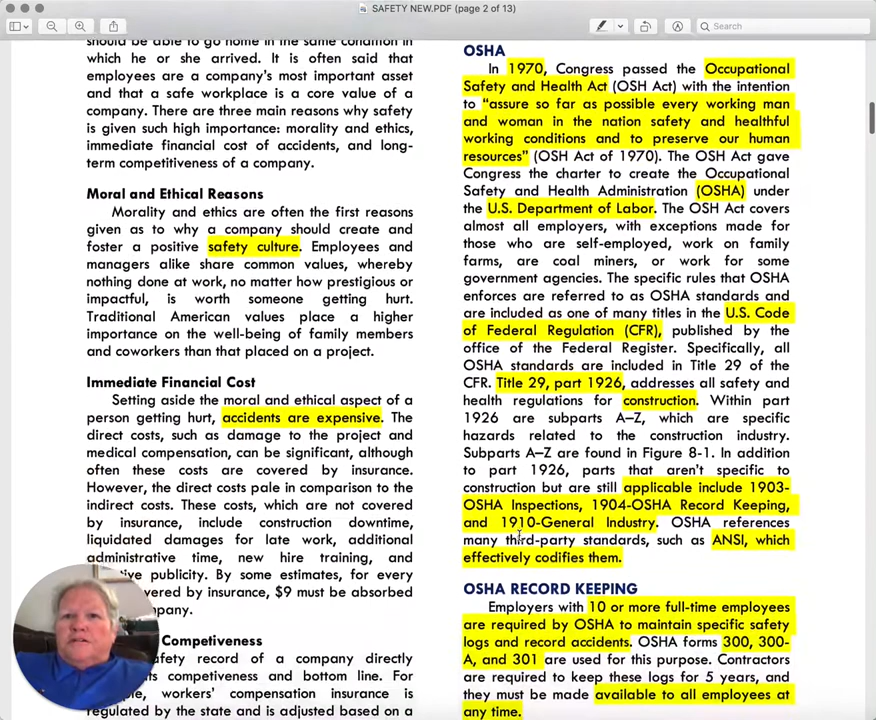 SAFETY NEW.PDF (page 2 of 13)
Search
should be able to go home in the same condition in
which he or she arrived. It is often said that
employees are a company's most important asset
and that a safe workplace is a core value of a
company. There are three main reasons why safety
is given such high importance: morality and ethics,
immediate financial cost of accidents, and long-
term competitiveness of a company.
Moral and Ethical Reasons
Morality and ethics are often the first reasons
given as to why a company should create and
foster a positive safety culture. Employees and
managers alike share common values, whereby
nothing done at work, no matter how prestigious or
impactful, is worth someone getting hurt.
Traditional American values place a higher
importance on the well-being of family members
and coworkers than that placed on a project.
Immediate Financial Cost
Setting aside the moral and ethical aspect of a
person getting hurt, accidents are expensive. The
direct costs, such as damage to the project and
medical compensation, can be significant, although
often these costs are covered by insurance.
However, the direct costs pale in comparison to the
indirect costs. These costs, which are not covered
by insurance, include construction downtime,
liquidated damages for late work, additional
administrative time, new hire training, and
publicity. By some estimates, for every
by insurance, $9 must be absorbed
Competiveness
record of a company directly
competiveness and bottom line. For
workers' compensation insurance is
regulated by the state and is adjusted based on a
OSHA
In 1970, Congress passed the Occupational
Safety and Health Act (OSH Act) with the intention
to "assure so far as possible every working man
and woman in the nation safety and healthful
working conditions and to preserve our human
resources" (OSH Act of 1970). The OSH Act gave
Congress the charter to create the Occupational
Safety and Health Administration (OSHA) under
the U.S. Department of Labor. The OSH Act covers
almost all employers, with exceptions made for
those who are self-employed, work on family
farms, are coal miners, or work for some
government agencies. The specific rules that OSHA
enforces are referred to as OSHA standards and
are included as one of many titles in the U.S. Code
of Federal Regulation (CFR), published by the
office of the Federal Register. Specifically, all
OSHA standards are included in Title 29 of the
CFR. Title 29, part 1926, addresses all safety and
health regulations for construction. Within part
1926 are subparts A–Z, which are specific
hazards related to the construction industry.
Subparts A–Z are found in Figure 8-1. In addition
to part 1926, parts that aren't specific to
construction but are still applicable include 1903-
OSHA Inspections, 1904-OSHA Record Keeping,
and 1910-General Industry. OSHA references
many third-party standards, such as ANSI, which
effectively codifies them.
OSHA RECORD KEEPING
Employers with 10 or more full-time employees
are required by OSHA to maintain specific safety
logs and record accidents. OSHA forms 300, 300-
A, and 301 are used for this purpose. Contractors
are required to keep these logs for 5 years, and
they must be made available to all employees at
any time.